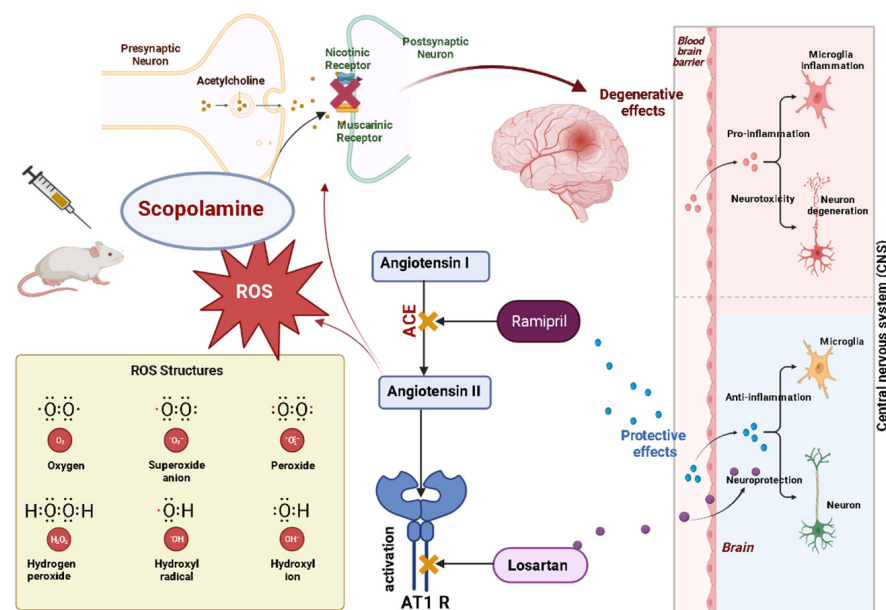 Presynaptic
Neuron
Acetylcholine
Nicotinic
Receptor
Muscarinic
Receptor
Postsynaptic
Neuron
Degenerative
effects
Scopolamine
ROS
Angiotensin I
ACE
Ramipril
Angiotensin II
activation
Losartan
AT1 R
Protective
effects
ROS Structures
·O:O·
O₂
Oxygen
·O:O:
Superoxide
anion
:O:O:
Peroxide
H:O:O:H
H₂O₂
Hydrogen
peroxide
·O:H
·OH
Hydroxyl
radical
:O:H
OH⁻
Hydroxyl
ion
Blood
brain
barrier
Microglia
inflammation
Pro-inflammation
Neurotoxicity
Neuron
degeneration
Microglia
Anti-inflammation
Neuroprotection
Neuron
Brain
Central nervous system (CNS)